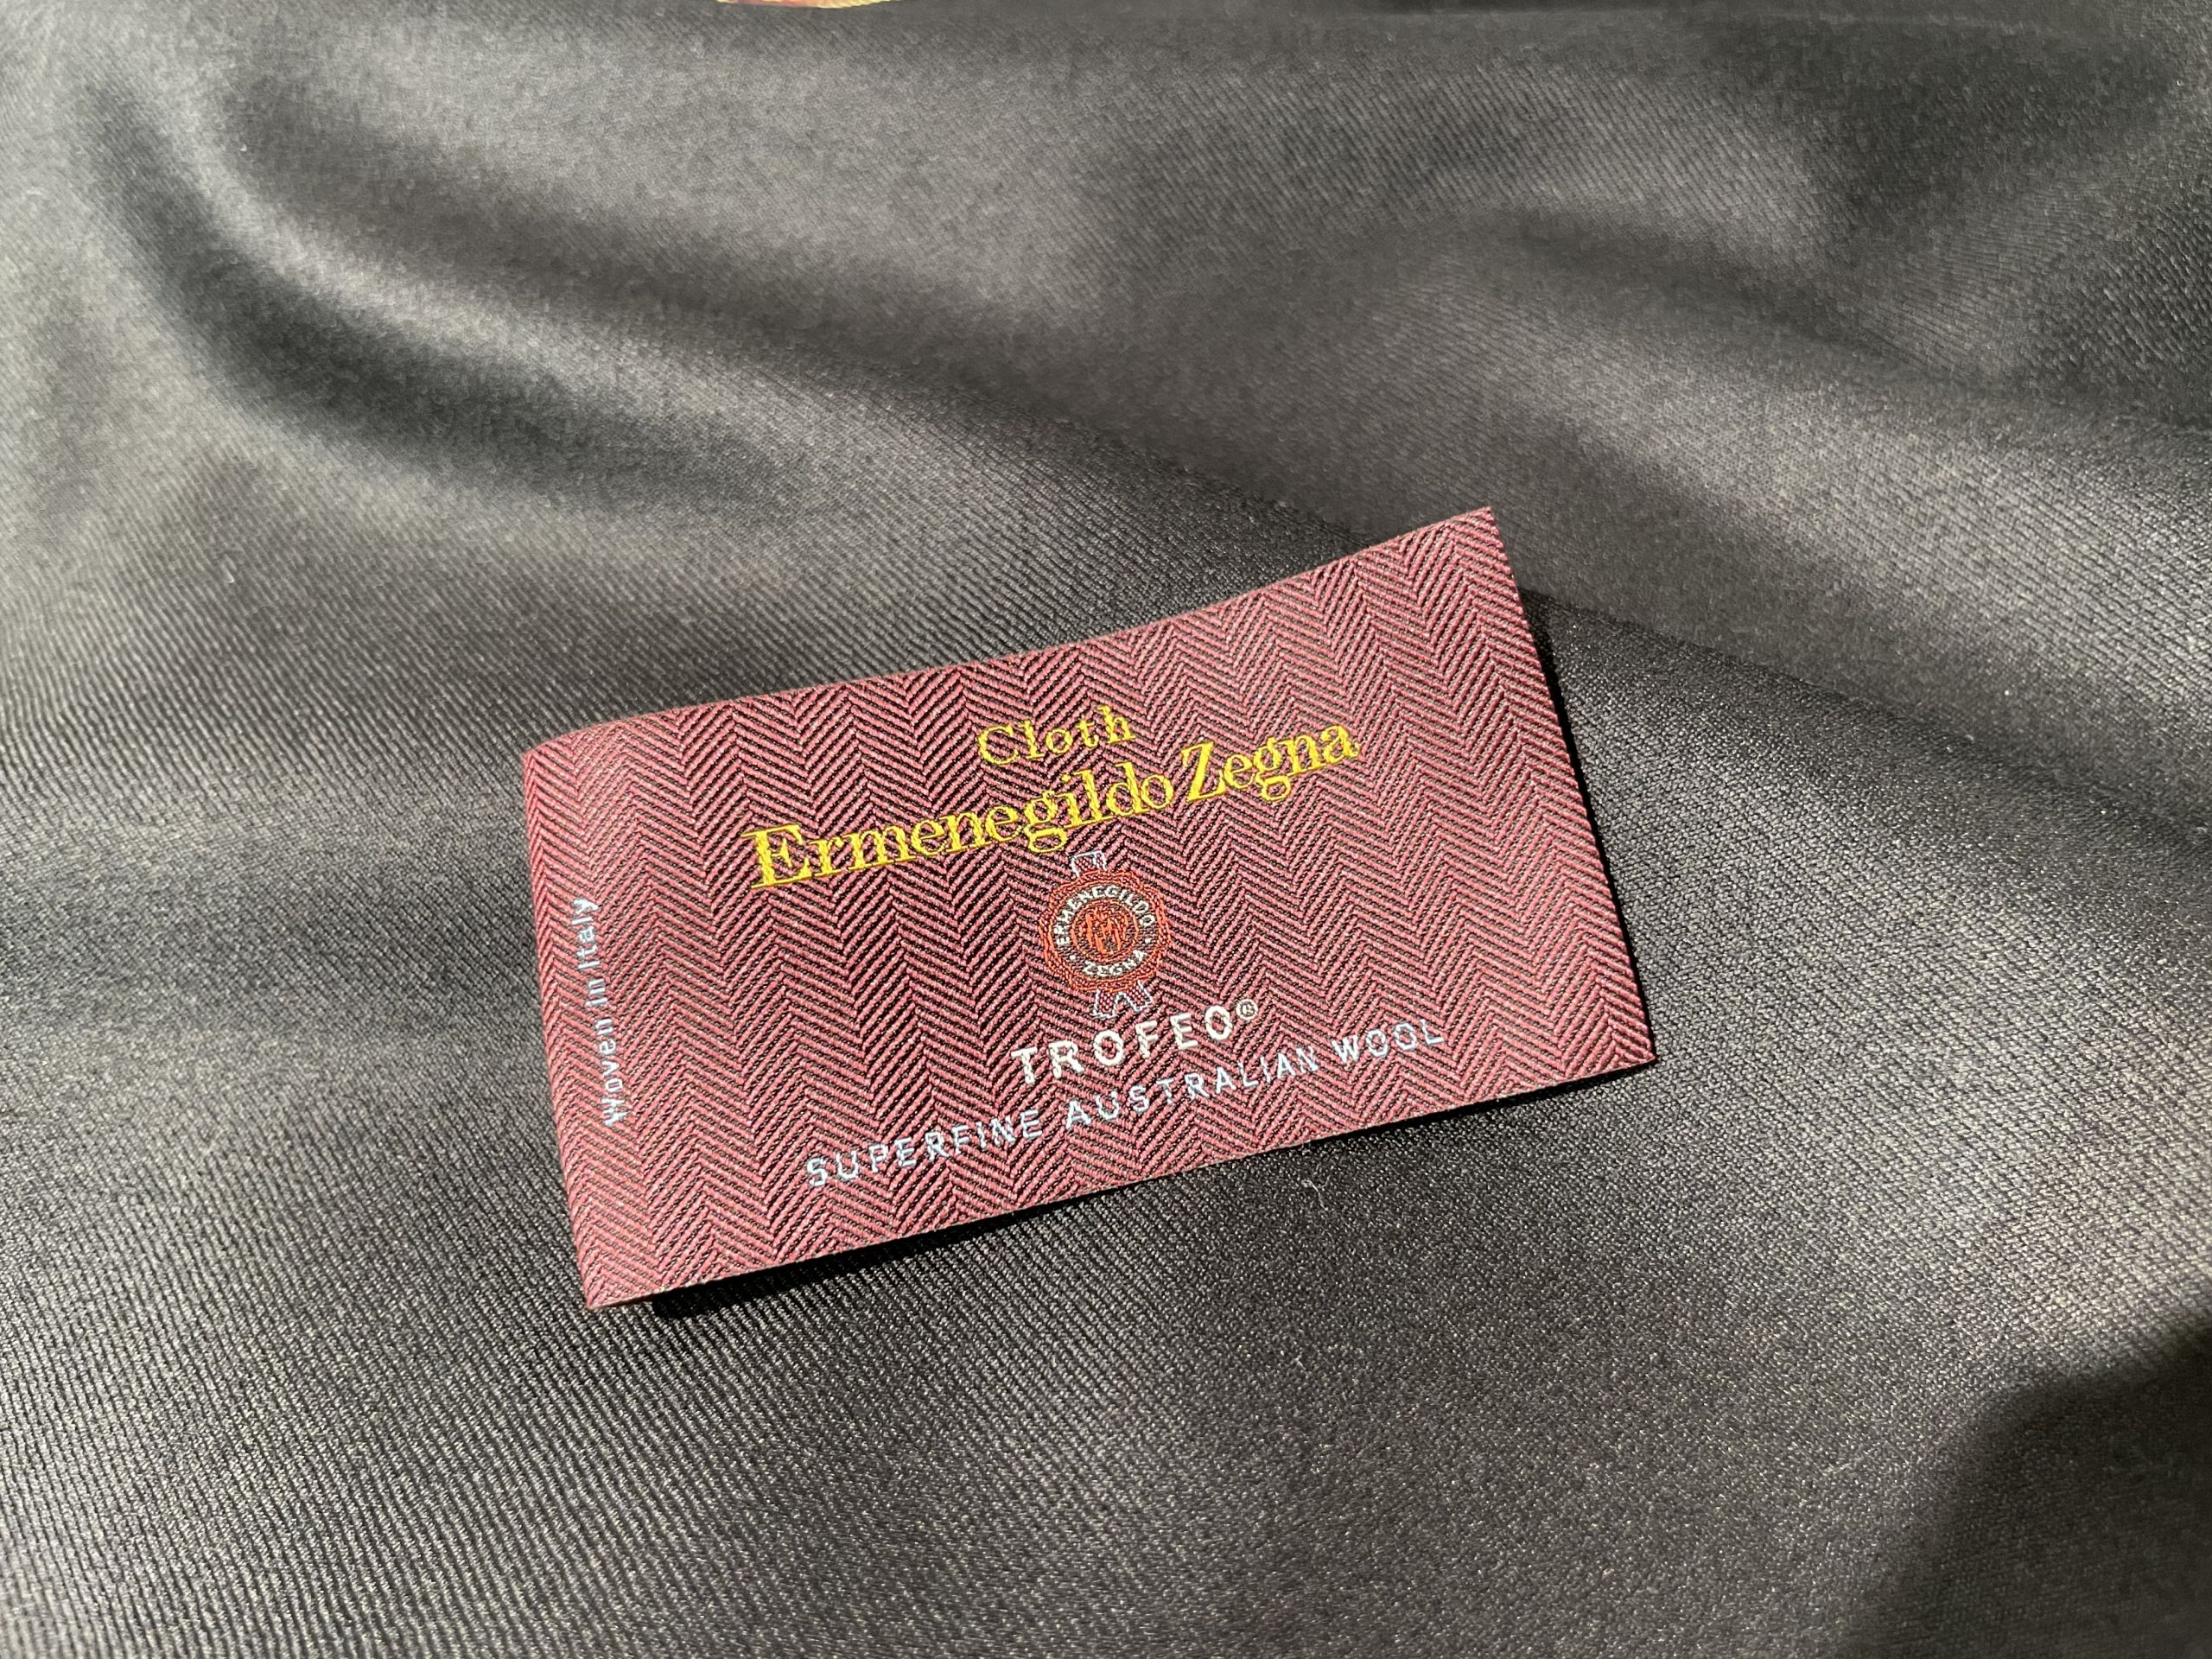 Cloth
Ermenegildo Zegna
ERMENEGILDO
ZEGNA
TROFEO®
SUPERFINE AUSTRALIAN WOOL
Woven in Italy